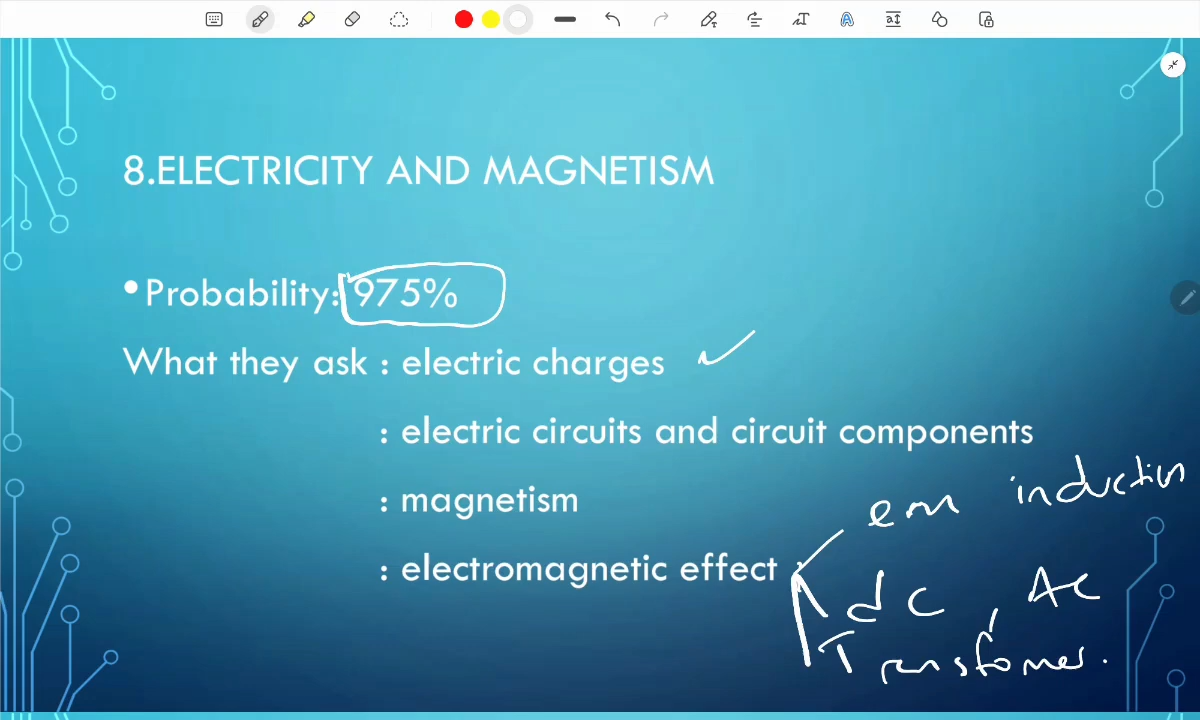 8.ELECTRICITY AND MAGNETISM
• Probability: 975%
What they ask : electric charges
: electric circuits and circuit components
: magnetism
em induction
: electromagnetic effect
dc, AC
Transfomer.